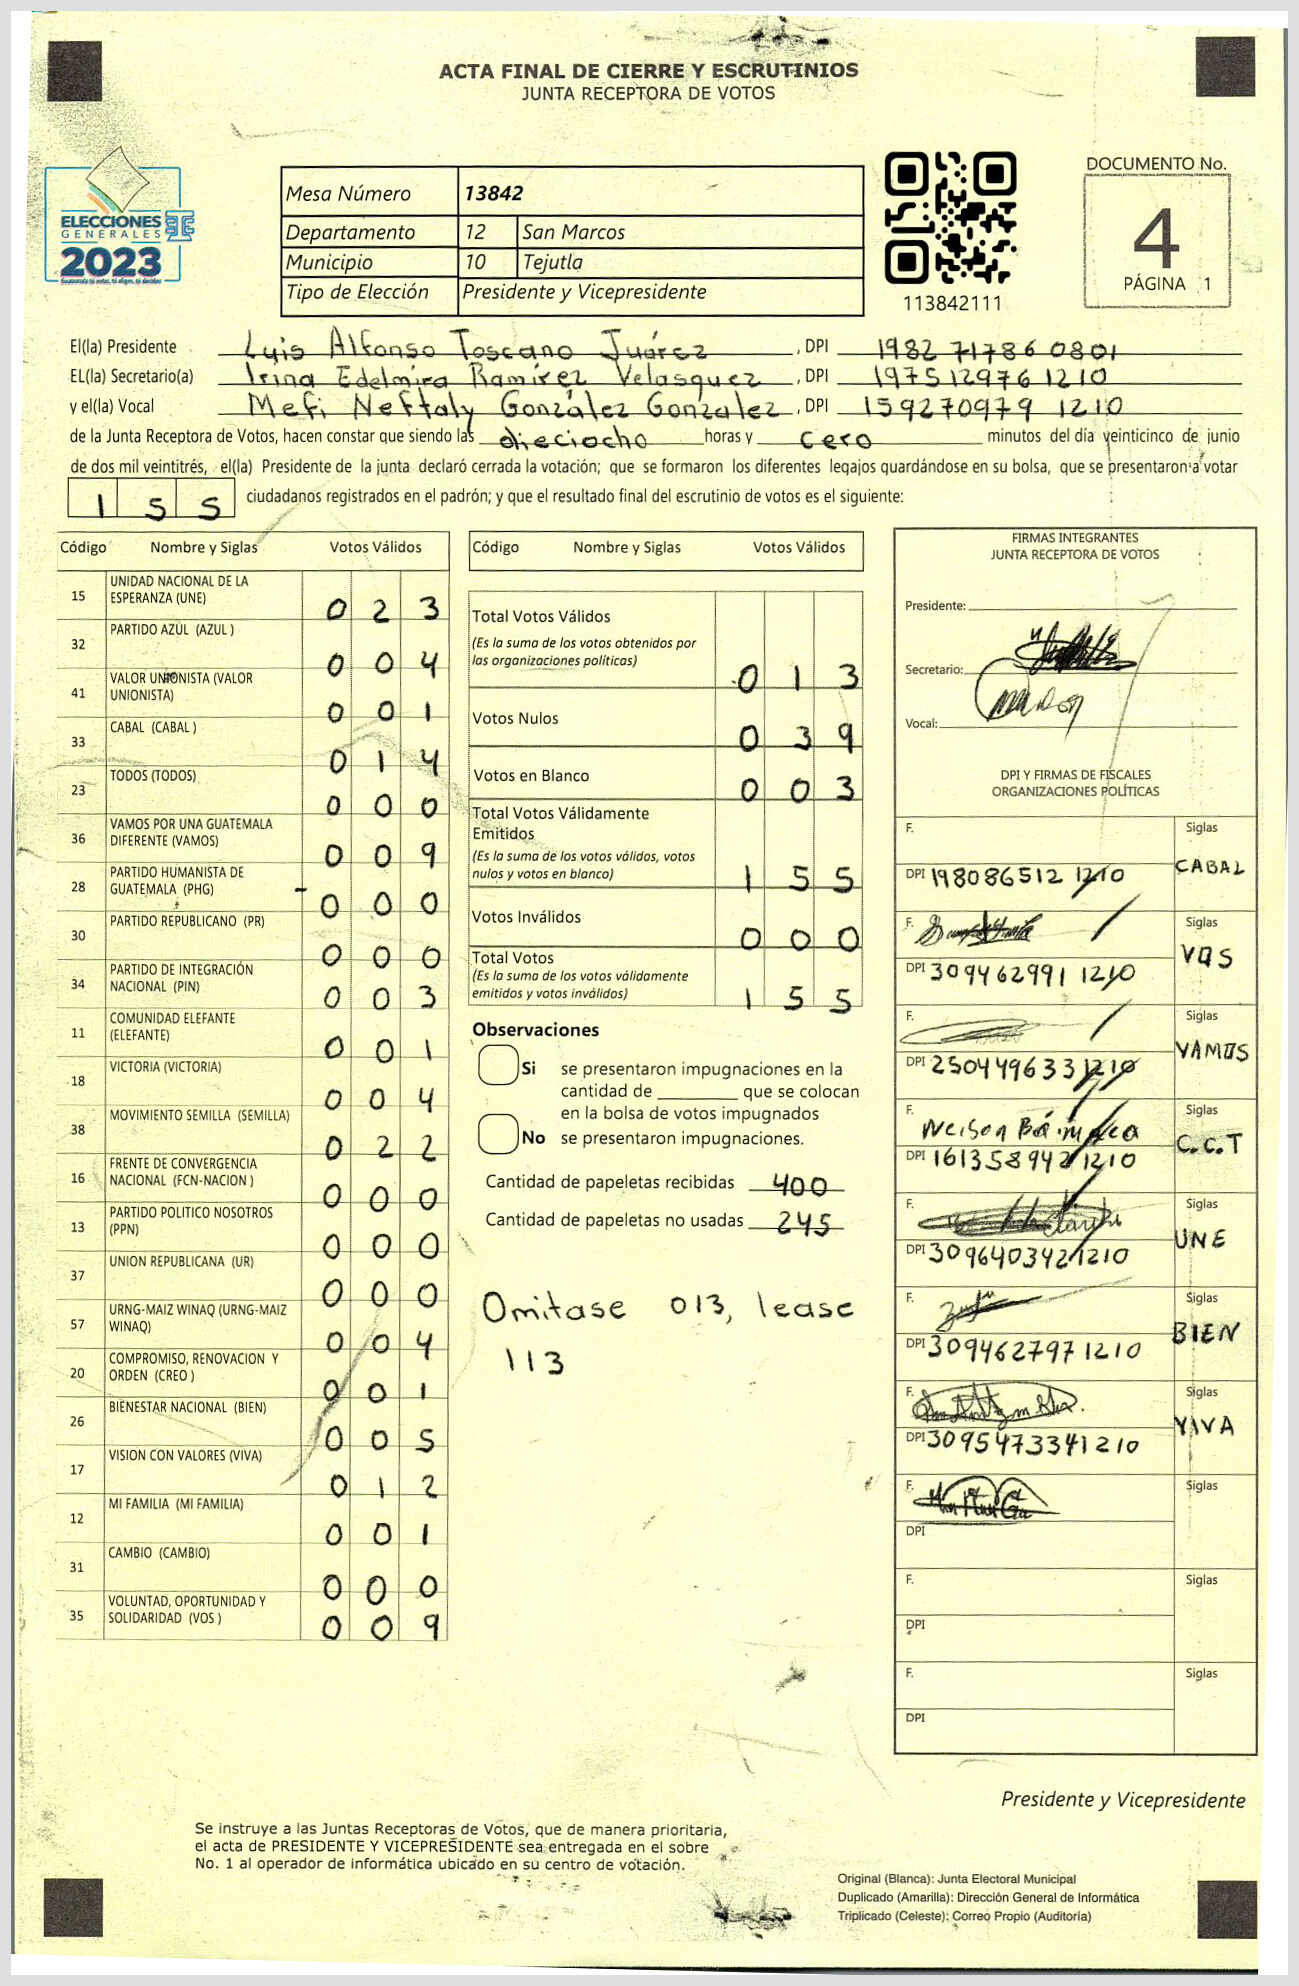 ACTA FINAL DE CIERRE Y ESCRUTINIOS
JUNTA RECEPTORA DE VOTOS
ELECCIONES
GENERALES
2023
Mesa Número 13842
Departamento 12 San Marcos
Municipio 10 Tejutla
Tipo de Elección Presidente y Vicepresidente
113842111
DOCUMENTO No.
4
PÁGINA 1
El(la) Presidente Luis Alfonso Toscano Juárez, DPI 1982 71786 0801
EL(la) Secretario(a) Irina Edelmira Ramírez Velasquez, DPI 197512976 1210
y el(la) Vocal Mefi Neftaly González González, DPI 159270979 1210
de la Junta Receptora de Votos, hacen constar que siendo las dieciocho horas y cero minutos del día veinticinco de junio
de dos mil veintitrés, el(la) Presidente de la junta declaró cerrada la votación; que se formaron los diferentes legajos guardándose en su bolsa, que se presentaron a votar
155 ciudadanos registrados en el padrón; y que el resultado final del escrutinio de votos es el siguiente:
Código Nombre y Siglas Votos Válidos
15 UNIDAD NACIONAL DE LA ESPERANZA (UNE) 0 2 3
32 PARTIDO AZUL (AZUL ) 0 0 4
41 VALOR UNIONISTA (VALOR UNIONISTA) 0 0 1
33 CABAL (CABAL ) 0 1 4
23 TODOS (TODOS) 0 0 0
36 VAMOS POR UNA GUATEMALA DIFERENTE (VAMOS) 0 0 9
28 PARTIDO HUMANISTA DE GUATEMALA (PHG) 0 0 0
30 PARTIDO REPUBLICANO (PR) 0 0 0
34 PARTIDO DE INTEGRACIÓN NACIONAL (PIN) 0 0 3
11 COMUNIDAD ELEFANTE (ELEFANTE) 0 0 1
18 VICTORIA (VICTORIA) 0 0 4
38 MOVIMIENTO SEMILLA (SEMILLA) 0 2 2
16 FRENTE DE CONVERGENCIA NACIONAL (FCN-NACION ) 0 0 0
13 PARTIDO POLITICO NOSOTROS (PPN) 0 0 0
37 UNION REPUBLICANA (UR) 0 0 0
57 URNG-MAIZ WINAQ (URNG-MAIZ WINAQ) 0 0 4
20 COMPROMISO, RENOVACION Y ORDEN (CREO ) 0 0 1
26 BIENESTAR NACIONAL (BIEN) 0 0 5
17 VISION CON VALORES (VIVA) 0 1 2
12 MI FAMILIA (MI FAMILIA) 0 0 1
31 CAMBIO (CAMBIO) 0 0 0
35 VOLUNTAD, OPORTUNIDAD Y SOLIDARIDAD (VOS ) 0 0 9
Código Nombre y Siglas Votos Válidos
Total Votos Válidos
(Es la suma de los votos obtenidos por
las organizaciones políticas) 0 1 3
Votos Nulos 0 3 9
Votos en Blanco 0 0 3
Total Votos Válidamente
Emitidos
(Es la suma de los votos válidos, votos
nulos y votos en blanco) 1 5 5
Votos Inválidos 0 0 0
Total Votos
(Es la suma de los votos válidamente
emitidos y votos inválidos) 1 5 5
Observaciones
Si se presentaron impugnaciones en la
cantidad de ________ que se colocan
en la bolsa de votos impugnados
No se presentaron impugnaciones.
Cantidad de papeletas recibidas 400
Cantidad de papeletas no usadas 245
Omitase 013, lease
113
FIRMAS INTEGRANTES
JUNTA RECEPTORA DE VOTOS
Presidente:
Secretario:
Vocal:
DPI Y FIRMAS DE FISCALES
ORGANIZACIONES POLÍTICAS
F. Siglas
DPI 198086512 1210 CABAL
F. Siglas
DPI 309462991 1210 VOS
F. Siglas
DPI 250449633 1210 VAMOS
F. Nelson Siglas
DPI 161358942 1210 C.C.T
F. Siglas
DPI 309640342 1210 UNE
F. Siglas
DPI 309462797 1210 BIEN
F. Siglas
DPI 309547334 1210 VIVA
F. Siglas
DPI
F. Siglas
DPI
F. Siglas
DPI
Presidente y Vicepresidente
Se instruye a las Juntas Receptoras de Votos, que de manera prioritaria,
el acta de PRESIDENTE Y VICEPRESIDENTE sea entregada en el sobre
No. 1 al operador de informática ubicado en su centro de votación.
Original (Blanca): Junta Electoral Municipal
Duplicado (Amarilla): Dirección General de Informática
Triplicado (Celeste): Correo Propio (Auditoría)